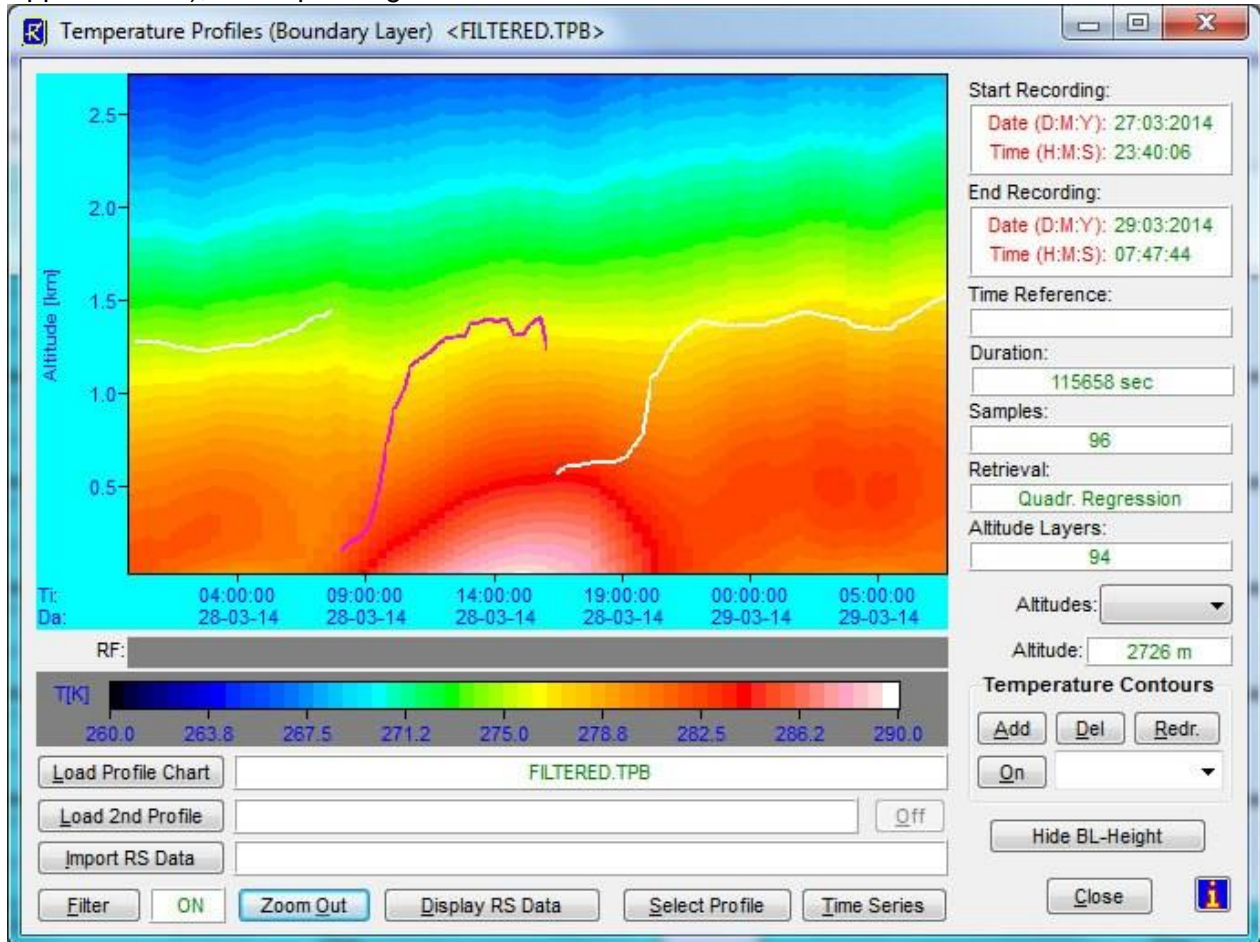 Temperature Profiles (Boundary Layer) <FILTERED.TPB>
Altitude [km]
2.5
2.0
1.5
1.0
0.5
Ti: 04:00:00 09:00:00 14:00:00 19:00:00 00:00:00 05:00:00
Da: 28-03-14 28-03-14 28-03-14 28-03-14 29-03-14 29-03-14
RF:
T[K]
260.0 263.8 267.5 271.2 275.0 278.8 282.5 286.2 290.0
Load Profile Chart FILTERED.TPB
Load 2nd Profile Off
Import RS Data
Filter ON Zoom Out Display RS Data Select Profile Time Series
Start Recording:
Date (D:M:Y): 27:03:2014
Time (H:M:S): 23:40:06
End Recording:
Date (D:M:Y): 29:03:2014
Time (H:M:S): 07:47:44
Time Reference:
Duration:
115658 sec
Samples:
96
Retrieval:
Quadr. Regression
Altitude Layers:
94
Altitudes:
Altitude: 2726 m
Temperature Contours
Add Del Redr.
On
Hide BL-Height
Close i